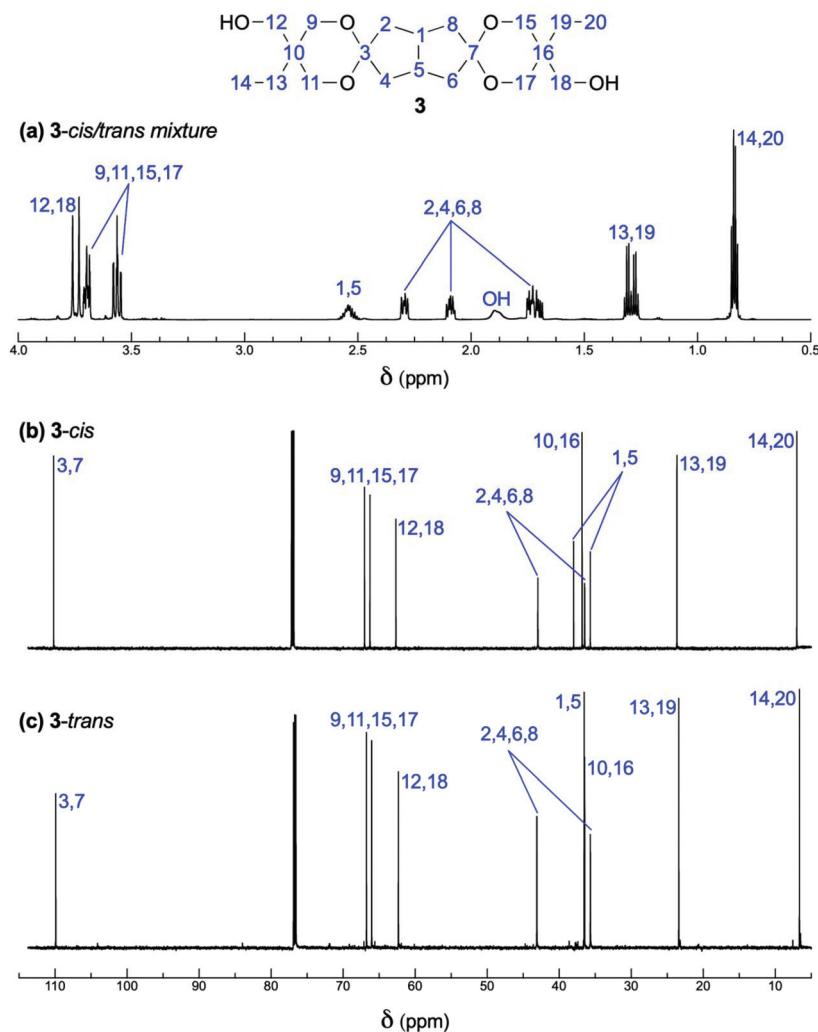 HO 12 9 O 2 8 O 15 19 20
10 3 1 7 16
5
14 13 11 O 4 6 O 17 18 OH
3
(a) 3-cis/trans mixture
14,20
9,11,15,17
12,18
2,4,6,8
13,19
1,5
OH
4.0 3.5 2.5 2.0 1.5 1.0 0.5
δ (ppm)
(b) 3-cis
3,7
9,11,15,17
12,18
2,4,6,8
10,16
1,5
13,19
14,20
(c) 3-trans
3,7
9,11,15,17
12,18
2,4,6,8
1,5
10,16
13,19
14,20
110 100 90 80 70 60 50 40 30 20 10
δ (ppm)